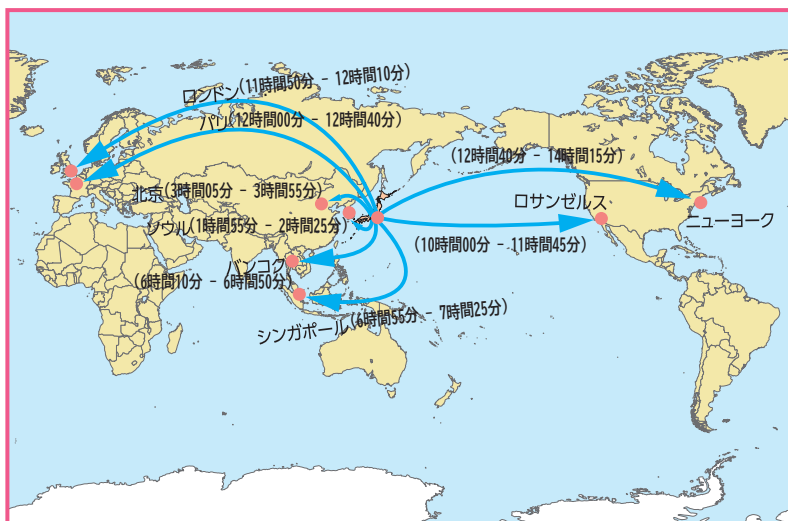 ロンドン(11時間50分 - 12時間10分)
パリ(12時間00分 - 12時間40分)
(12時間40分 - 14時間15分)
北京(3時間05分 - 3時間55分)
ロサンゼルス
ニューヨーク
ソウル(1時間55分 - 2時間25分)
(10時間00分 - 11時間45分)
バンコク
(6時間10分 - 6時間50分)
シンガポール(6時間55分 - 7時間25分)